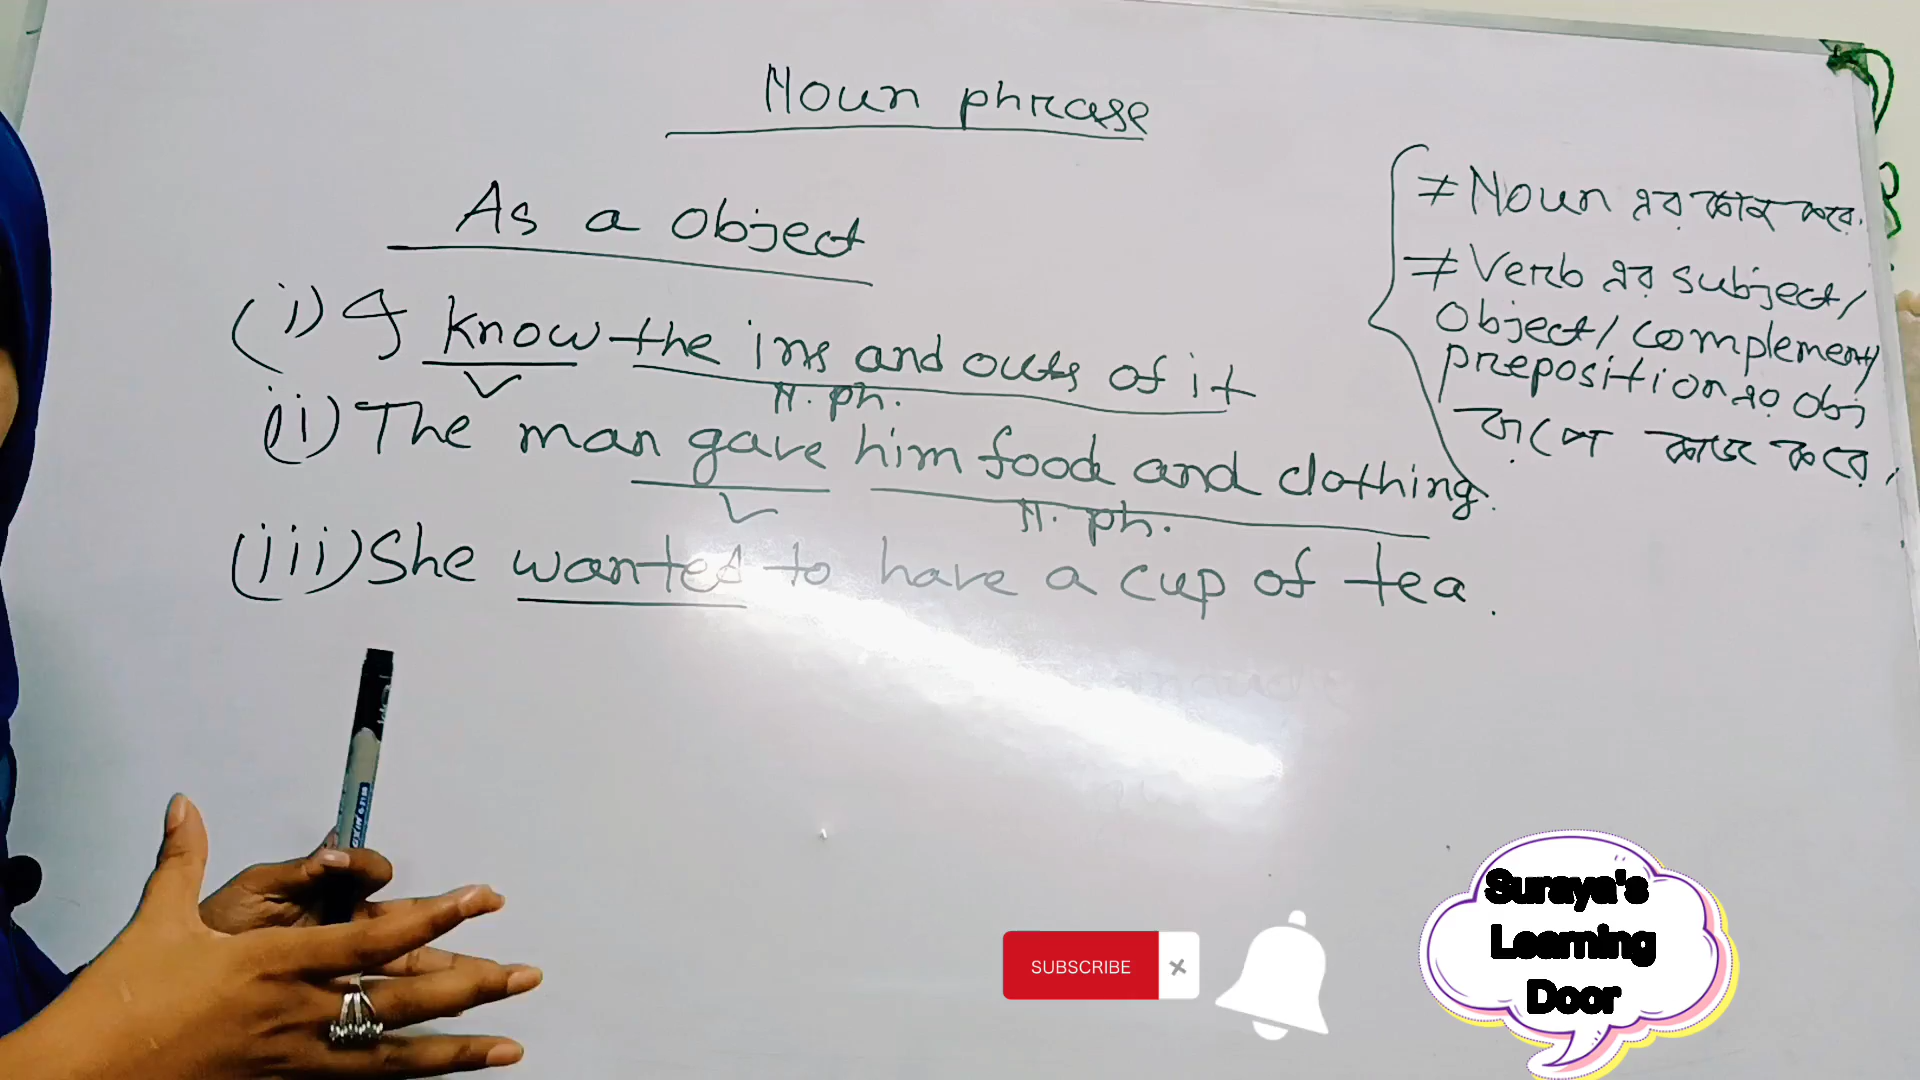 Noun phrase
As a object
(i) I know the ins and outs of it
V
N. ph.
(ii) The man gave him food and clothing.
V
N. ph.
(iii) She wanted to have a cup of tea.
≠ Noun এর কাজ করে.
≠ Verb এর subject/
object/complement/
preposition এর obj
রূপে কাজ করে,
SUBSCRIBE
Suraya's
Learning
Door